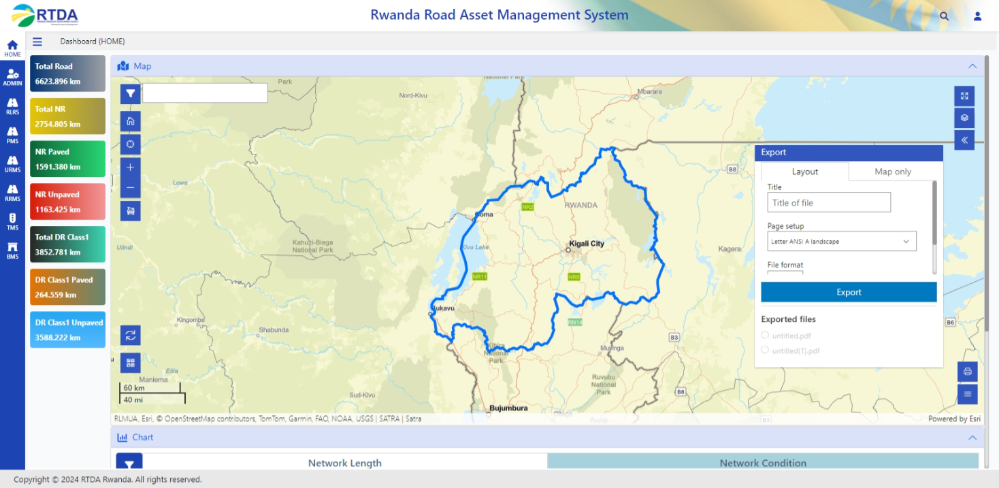 RTDA
Rwanda Road Asset Management System
HOME
ADMIN
RLRS
PMS
URMS
RRMS
TMS
BMS
Dashboard (HOME)
Total Road
6623.896 km
Total NR
2754.805 km
NR Paved
1591.380 km
NR Unpaved
1163.425 km
Total DR Class1
3852.781 km
DR Class1 Paved
264.559 km
DR Class1 Unpaved
3588.222 km
Map
Park
National Park
Nord-Kivu
Mbarara
B8
Lowa
NR2
RWANDA
Goma
Ulindi
Kahuzi-Biega
National Park
Kivu Lake
Kigali City
Kagera
NR11
NR5
Bukavu
RN14
B6
Kingombe
Shabunda
B3
Kibira
National
Park
Muyinga
Elila
Maniema
Sud-Kivu
Ruvubu
National
Park
B8
Bujumbura
Ruyigi
B3
60 km
40 mi
RLMUA, Esri, © OpenStreetMap contributors, TomTom, Garmin, FAO, NOAA, USGS | SATRA | Satra
Powered by Esri
Export
Layout
Map only
Title
Title of file
Page setup
Letter ANSI A landscape
File format
Export
Exported files
untitled.pdf
untitled(1).pdf
Chart
Network Length
Network Condition
Copyright © 2024 RTDA Rwanda. All rights reserved.